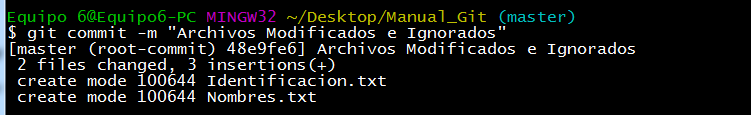 Equipo 6@Equipo6-PC MINGW32 ~/Desktop/Manual_Git (master)
$ git commit -m "Archivos Modificados e Ignorados"
[master (root-commit) 48e9fe6] Archivos Modificados e Ignorados
 2 files changed, 3 insertions(+)
 create mode 100644 Identificacion.txt
 create mode 100644 Nombres.txt